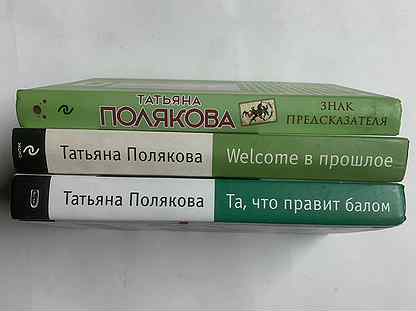 ТАТЬЯНА
ПОЛЯКОВА
ЗНАК
ПРЕДСКАЗАТЕЛЯ
Татьяна Полякова Welcome в прошлое
Татьяна Полякова Та, что правит балом